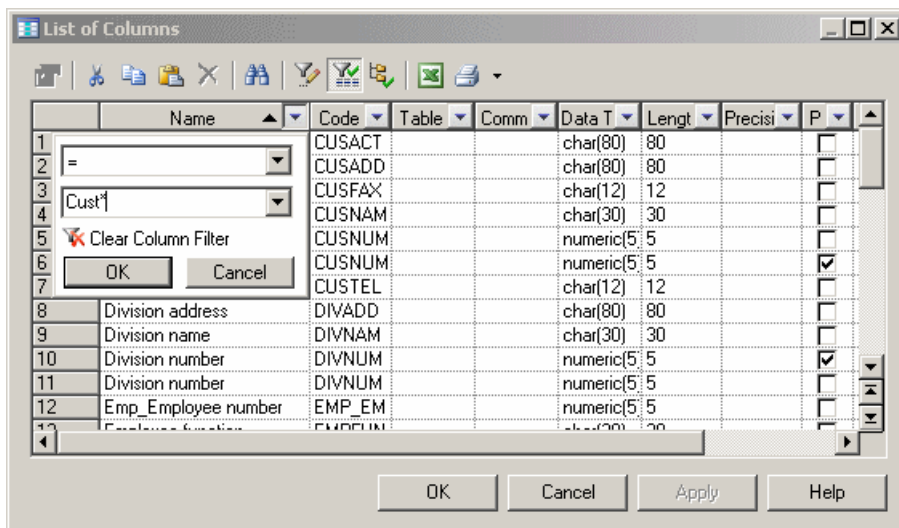 List of Columns
Name Code Table Comm Data T Lengt Precisi P
1 CUSACT char(80) 80
=
2 CUSADD char(80) 80
3 CUSFAX char(12) 12
Cust*
4 CUSNAM char(30) 30
5 Clear Column Filter CUSNUM numeric(5 5
6 OK Cancel CUSNUM numeric(5 5
7 CUSTEL char(12) 12
8 Division address DIVADD char(80) 80
9 Division name DIVNAM char(30) 30
10 Division number DIVNUM numeric(5 5
11 Division number DIVNUM numeric(5 5
12 Emp_Employee number EMP_EM numeric(5 5
OK Cancel Apply Help